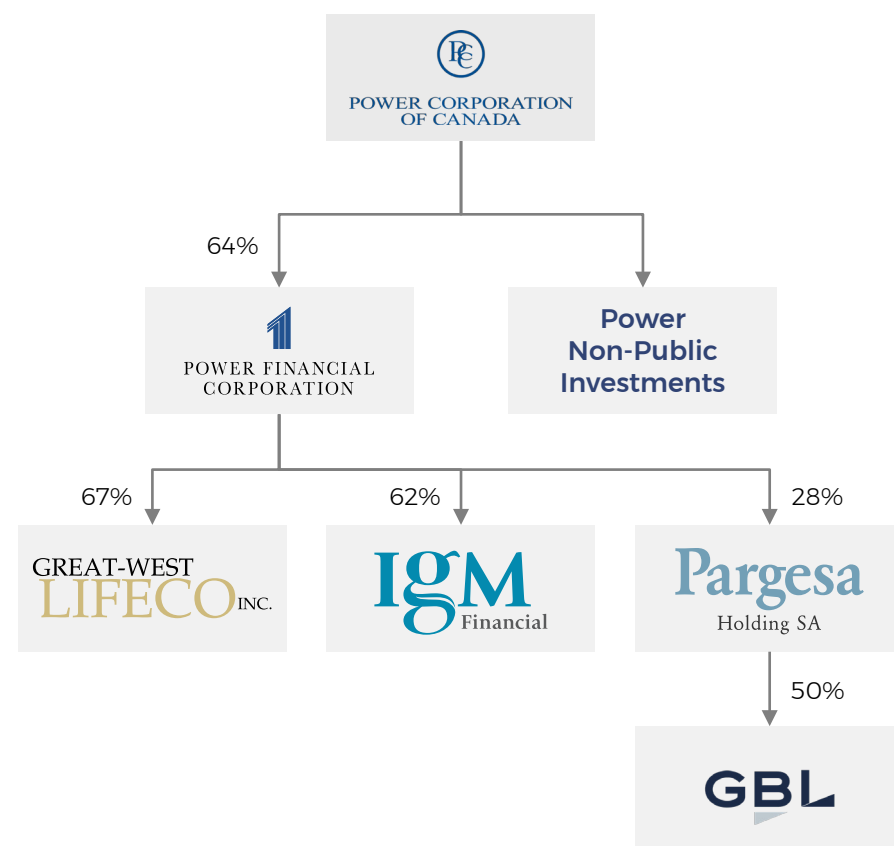 PCC
POWER CORPORATION
OF CANADA
64%
POWER FINANCIAL
CORPORATION
Power
Non-Public
Investments
67%
62%
28%
GREAT-WEST
LIFECO INC.
IGM
Financial
Pargesa
Holding SA
50%
GBL